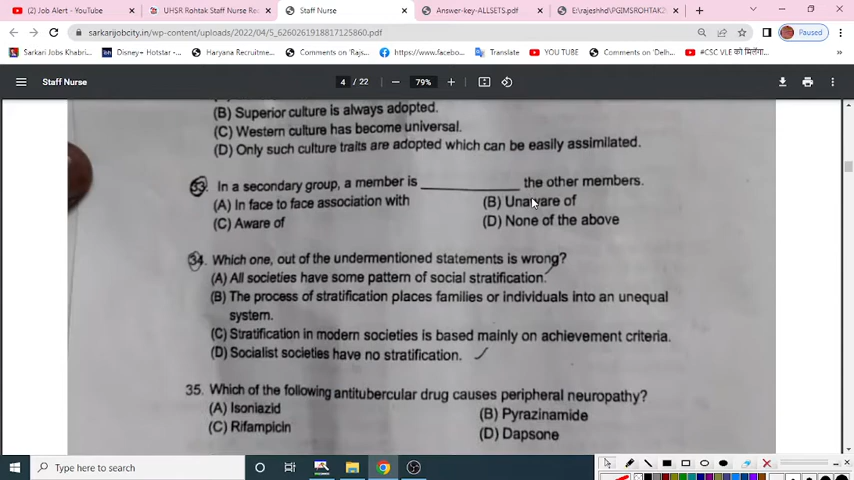 (2) Job Alert - YouTube
UHSR Rohtak Staff Nurse Re
Staff Nurse
Answer-key-ALLSETS.pdf
E:\rajeshhd\PGIMSROHTAK2
sarkarijobcity.in/wp-content/uploads/2022/04/5_6260261917125860.pdf
Paused
Sarkari Jobs Khabri...
Disney+ Hotstar -...
Haryana Recruitme...
Comments on 'Rajs...
https://www.facebo...
Translate
YOU TUBE
Comments on 'Delh...
#CSC VLE को मिलेंगा...
Staff Nurse
4 / 22
79%
(B) Superior culture is always adopted.
(C) Western culture has become universal.
(D) Only such culture traits are adopted which can be easily assimilated.
33. In a secondary group, a member is ____________ the other members.
(A) In face to face association with
(B) Unaware of
(C) Aware of
(D) None of the above
34. Which one, out of the undermentioned statements is wrong?
(A) All societies have some pattern of social stratification.
(B) The process of stratification places families or individuals into an unequal
system.
(C) Stratification in modern societies is based mainly on achievement criteria.
(D) Socialist societies have no stratification.
35. Which of the following antitubercular drug causes peripheral neuropathy?
(A) Isoniazid
(B) Pyrazinamide
(C) Rifampicin
(D) Dapsone
Type here to search